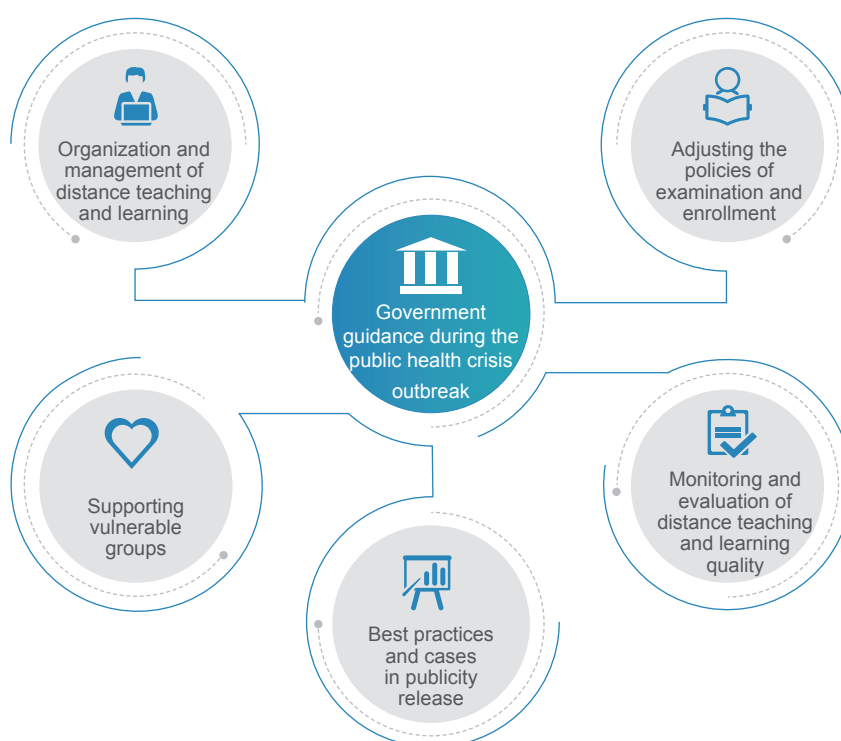 Organization and
management of
distance teaching
and learning
Adjusting the
policies of
examination and
enrollment
Government
guidance during the
public health crisis
outbreak
Supporting
vulnerable
groups
Monitoring and
evaluation of
distance teaching
and learning
quality
Best practices
and cases
in publicity
release